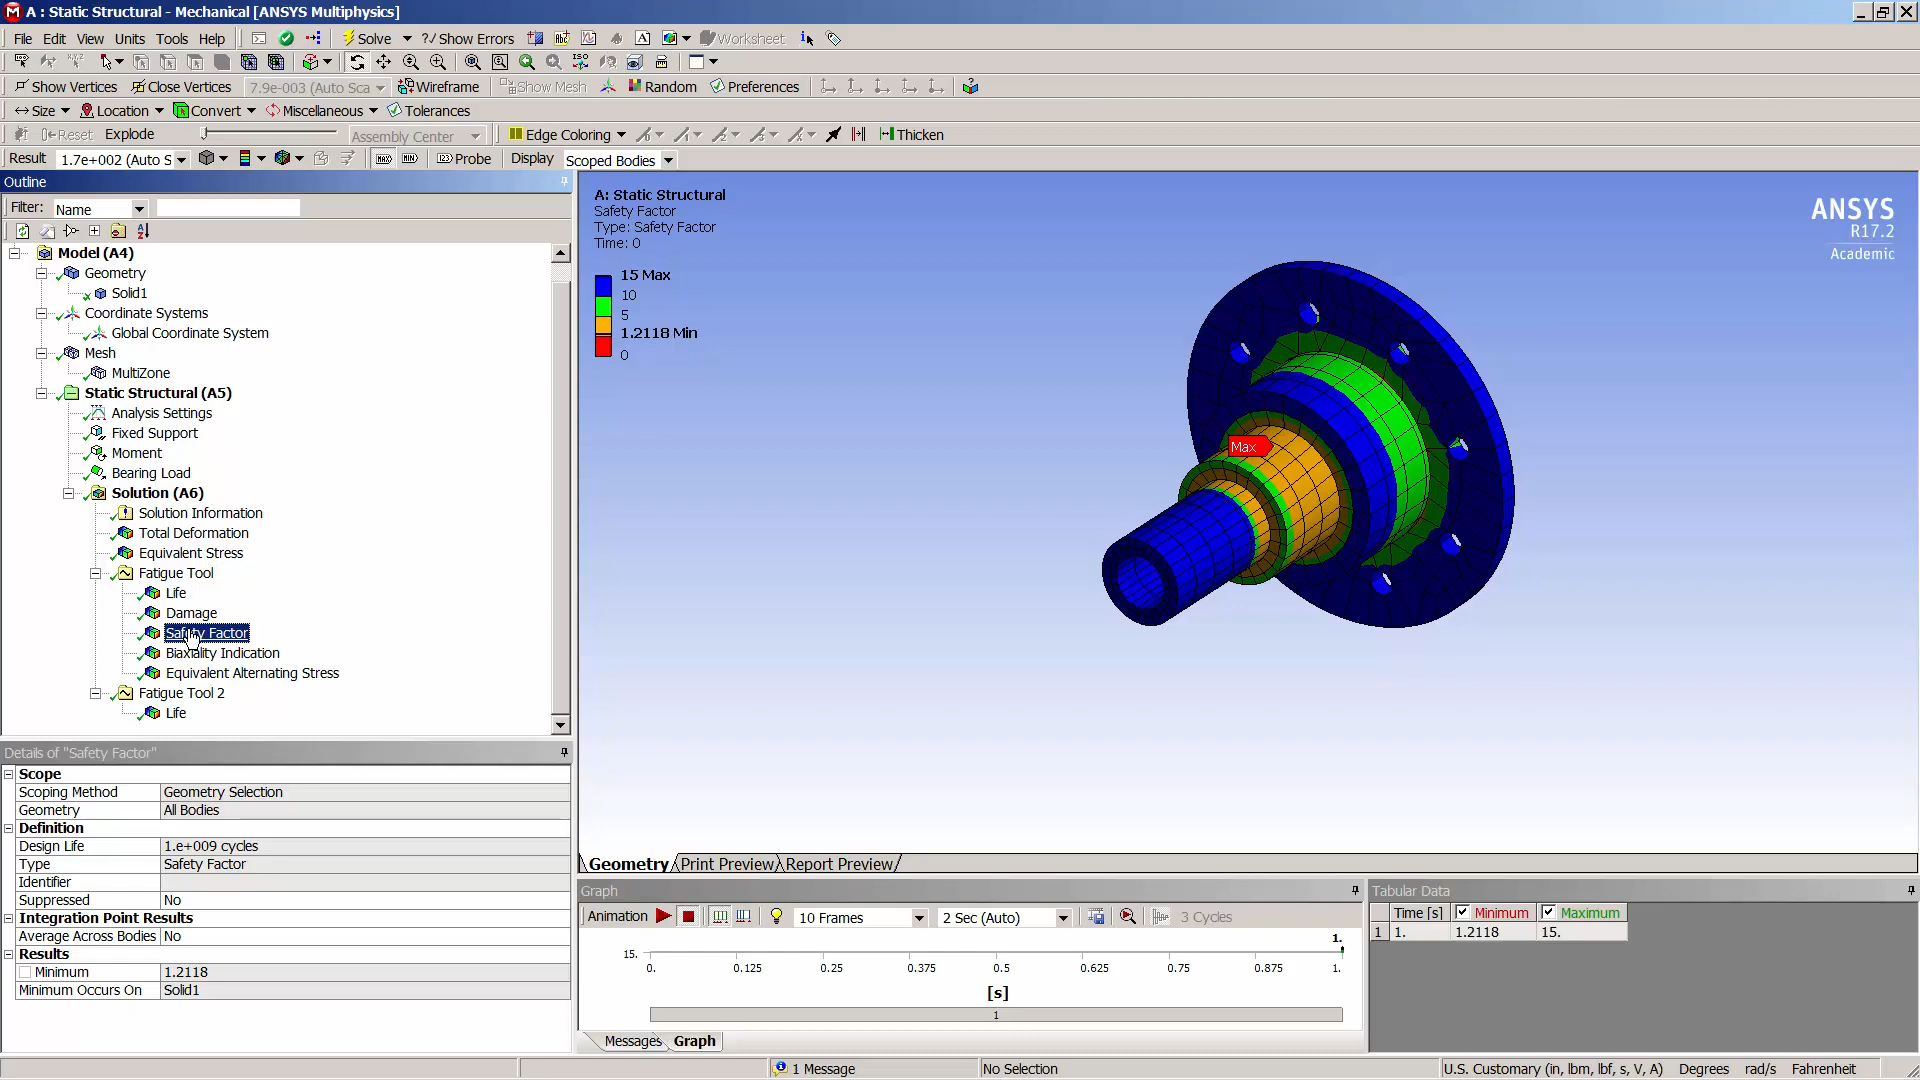 A : Static Structural - Mechanical [ANSYS Multiphysics]
File Edit View Units Tools Help Solve ?/ Show Errors Worksheet
Show Vertices Close Vertices 7.9e-003 (Auto Sca Wireframe Show Mesh Random Preferences
Size Location Convert Miscellaneous Tolerances
Reset Explode Assembly Center Edge Coloring Thicken
Result 1.7e+002 (Auto S MAX MIN Probe Display Scoped Bodies
Outline
Filter: Name
Model (A4)
Geometry
Solid1
Coordinate Systems
Global Coordinate System
Mesh
MultiZone
Static Structural (A5)
Analysis Settings
Fixed Support
Moment
Bearing Load
Solution (A6)
Solution Information
Total Deformation
Equivalent Stress
Fatigue Tool
Life
Damage
Safety Factor
Biaxiality Indication
Equivalent Alternating Stress
Fatigue Tool 2
Life
Details of "Safety Factor"
Scope
Scoping Method Geometry Selection
Geometry All Bodies
Definition
Design Life 1.e+009 cycles
Type Safety Factor
Identifier
Suppressed No
Integration Point Results
Average Across Bodies No
Results
Minimum 1.2118
Minimum Occurs On Solid1
A: Static Structural
Safety Factor
Type: Safety Factor
Time: 0
15 Max
10
5
1.2118 Min
0
Max
ANSYS
R17.2
Academic
Geometry Print Preview Report Preview
Graph
Animation 10 Frames 2 Sec (Auto) 3 Cycles
1.
15.
0. 0.125 0.25 0.375 0.5 0.625 0.75 0.875 1.
[s]
1
Messages Graph
Tabular Data
Time [s] Minimum Maximum
1 1. 1.2118 15.
1 Message No Selection U.S. Customary (in, lbm, lbf, s, V, A) Degrees rad/s Fahrenheit